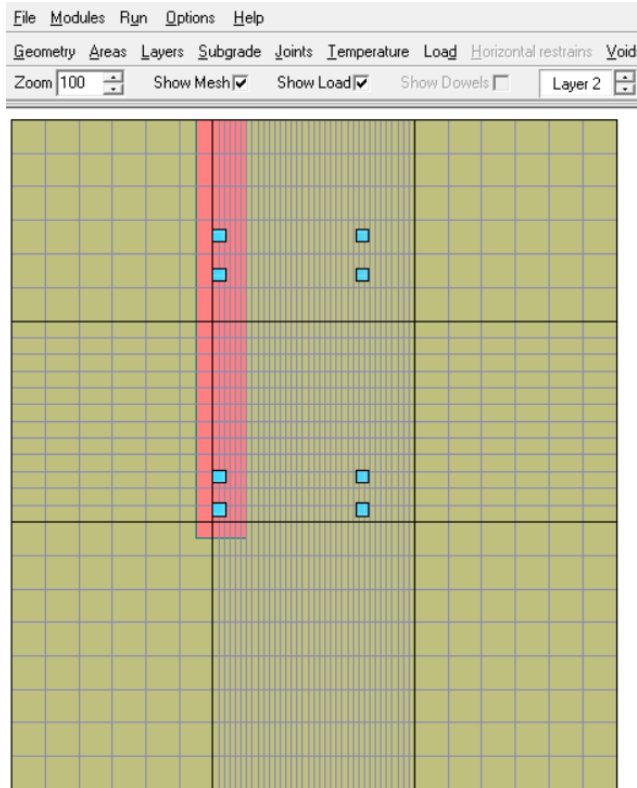 File Modules Run Options Help
Geometry Areas Layers Subgrade Joints Temperature Load Horizontal restrains Voids
Zoom 100 Show Mesh Show Load Show Dowels Layer 2